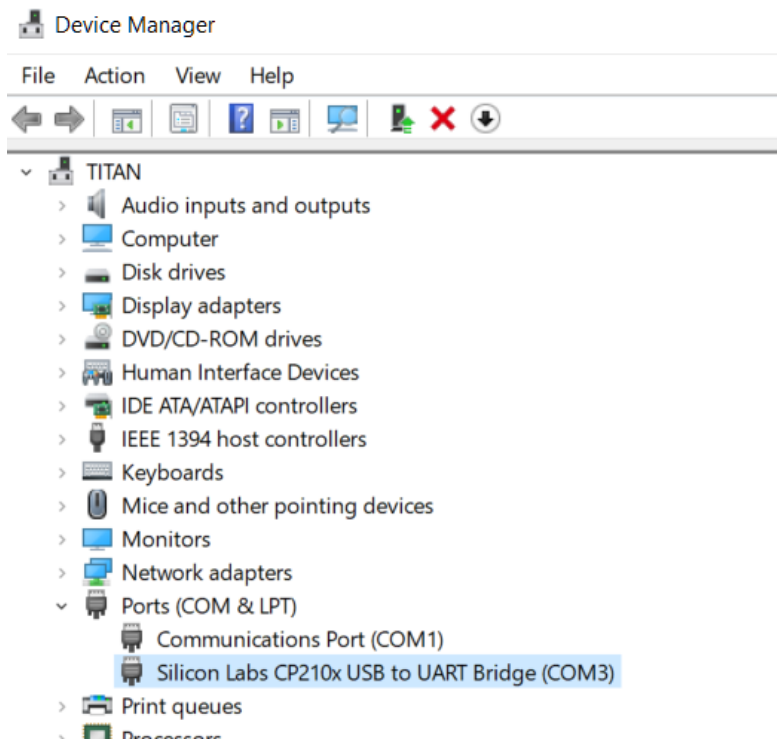 Device Manager
File Action View Help
TITAN
Audio inputs and outputs
Computer
Disk drives
Display adapters
DVD/CD-ROM drives
Human Interface Devices
IDE ATA/ATAPI controllers
IEEE 1394 host controllers
Keyboards
Mice and other pointing devices
Monitors
Network adapters
Ports (COM & LPT)
Communications Port (COM1)
Silicon Labs CP210x USB to UART Bridge (COM3)
Print queues
Processors